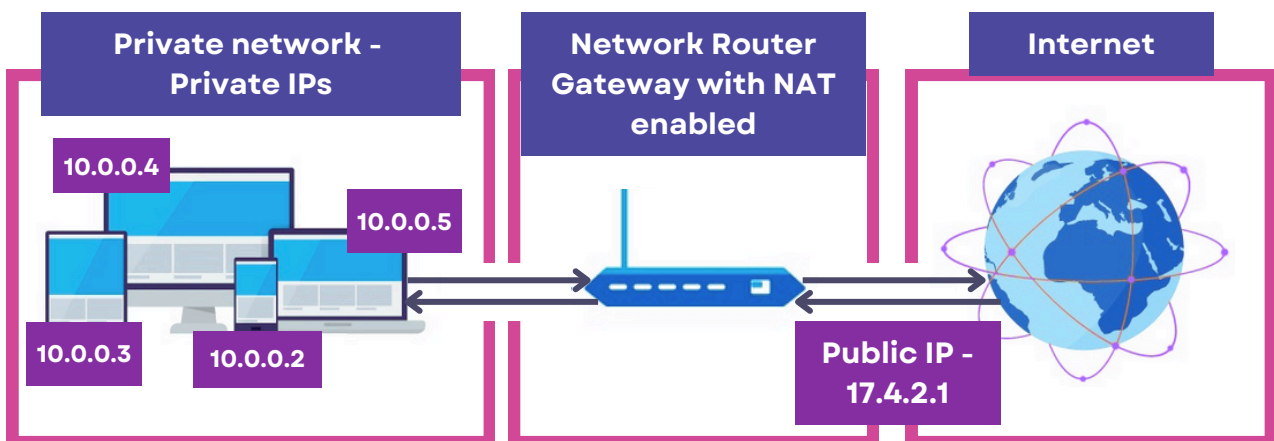 Private network -
Private IPs
Network Router
Gateway with NAT
enabled
Internet
10.0.0.4
10.0.0.5
10.0.0.3
10.0.0.2
Public IP -
17.4.2.1